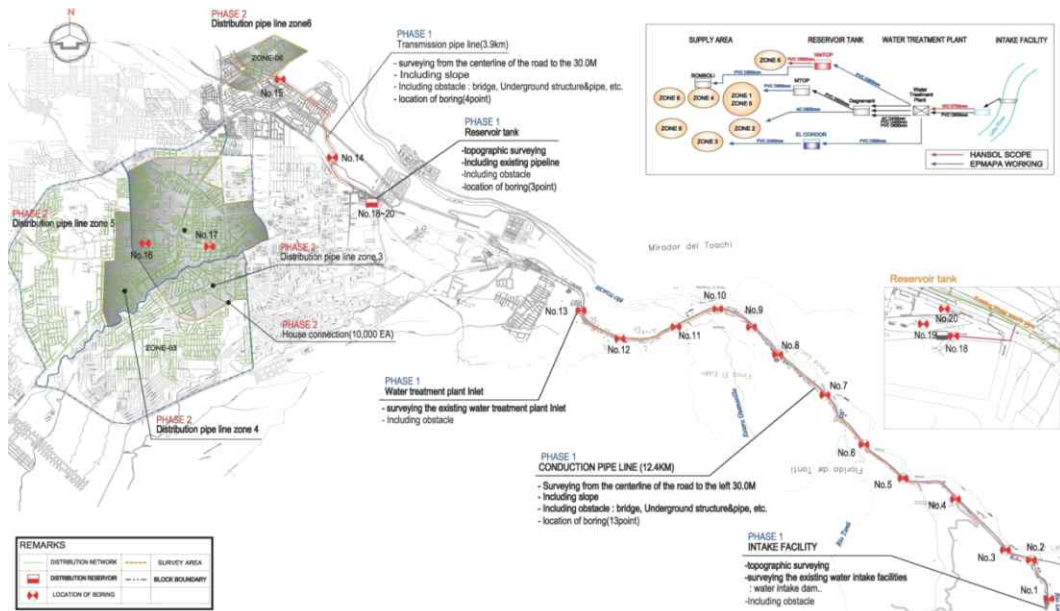 N
PHASE 2
Distribution pipe line zone6
ZONE-06
No.15
PHASE 1
Transmission pipe line(3.9km)
- surveying from the centerline of the road to the 30.0M
- Including slope
- Including obstacle : bridge, Underground structure&pipe, etc.
- location of boring(4point)
No.14
PHASE 1
Reservoir tank
-topographic surveying
-Including existing pipeline
-Including obstacle
-location of boring(3point)
No.18~20
SUPPLY AREA
RESERVOIR TANK
WATER TREATMENT PLANT
INTAKE FACILITY
ZONE 6
ROMBOLI
MTOP
ZONE 6
ZONE 4
ZONE 1
ZONE 5
Degremont
Water
Treatment
Plant
ZONE 2
ZONE 3
EL CONDOR
HANSOL SCOPE
EPMAPA WORKING
PHASE 2
Distribution pipe line zone 5
No.16
No.17
PHASE 2
Distribution pipe line zone 3
PHASE 2
House connection(10,000 EA)
ZONE-03
PHASE 2
Distribution pipe line zone 4
Mirador del Toachi
No.13
No.12
No.11
No.10
No.9
No.8
No.7
No.6
No.5
No.4
No.3
No.2
No.1
PHASE 1
Water treatment plant Inlet
- surveying the existing water treatment plant Inlet
- Including obstacle
PHASE 1
CONDUCTION PIPE LINE (12.4KM)
- Surveying from the centerline of the road to the left 30.0M
- Including slope
- Including obstacle : bridge, Underground structure&pipe, etc.
- location of boring(13point)
PHASE 1
INTAKE FACILITY
-topographic surveying
-surveying the existing water intake facilities
: water intake dam..
-Including obstacle
Reservoir tank
No.20
No.19
No.18
REMARKS
DISTRIBUTION NETWORK
SURVEY AREA
DISTRIBUTION RESERVOIR
BLOCK BOUNDARY
LOCATION OF BORING